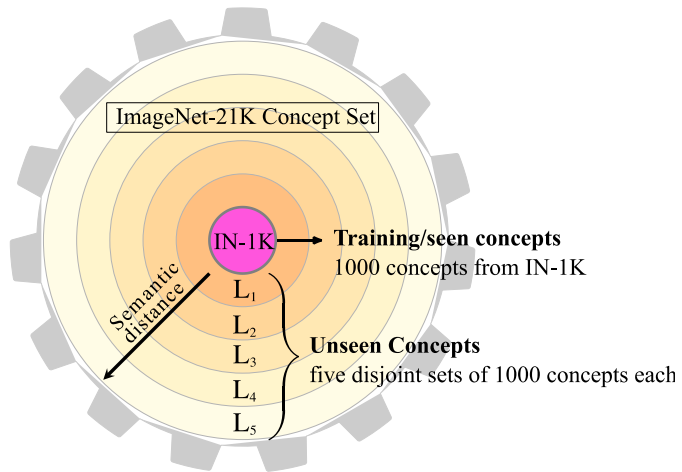 ImageNet-21K Concept Set
IN-1K
Training/seen concepts
1000 concepts from IN-1K
Semantic
distance
L₁
L₂
L₃
L₄
L₅
Unseen Concepts
five disjoint sets of 1000 concepts each